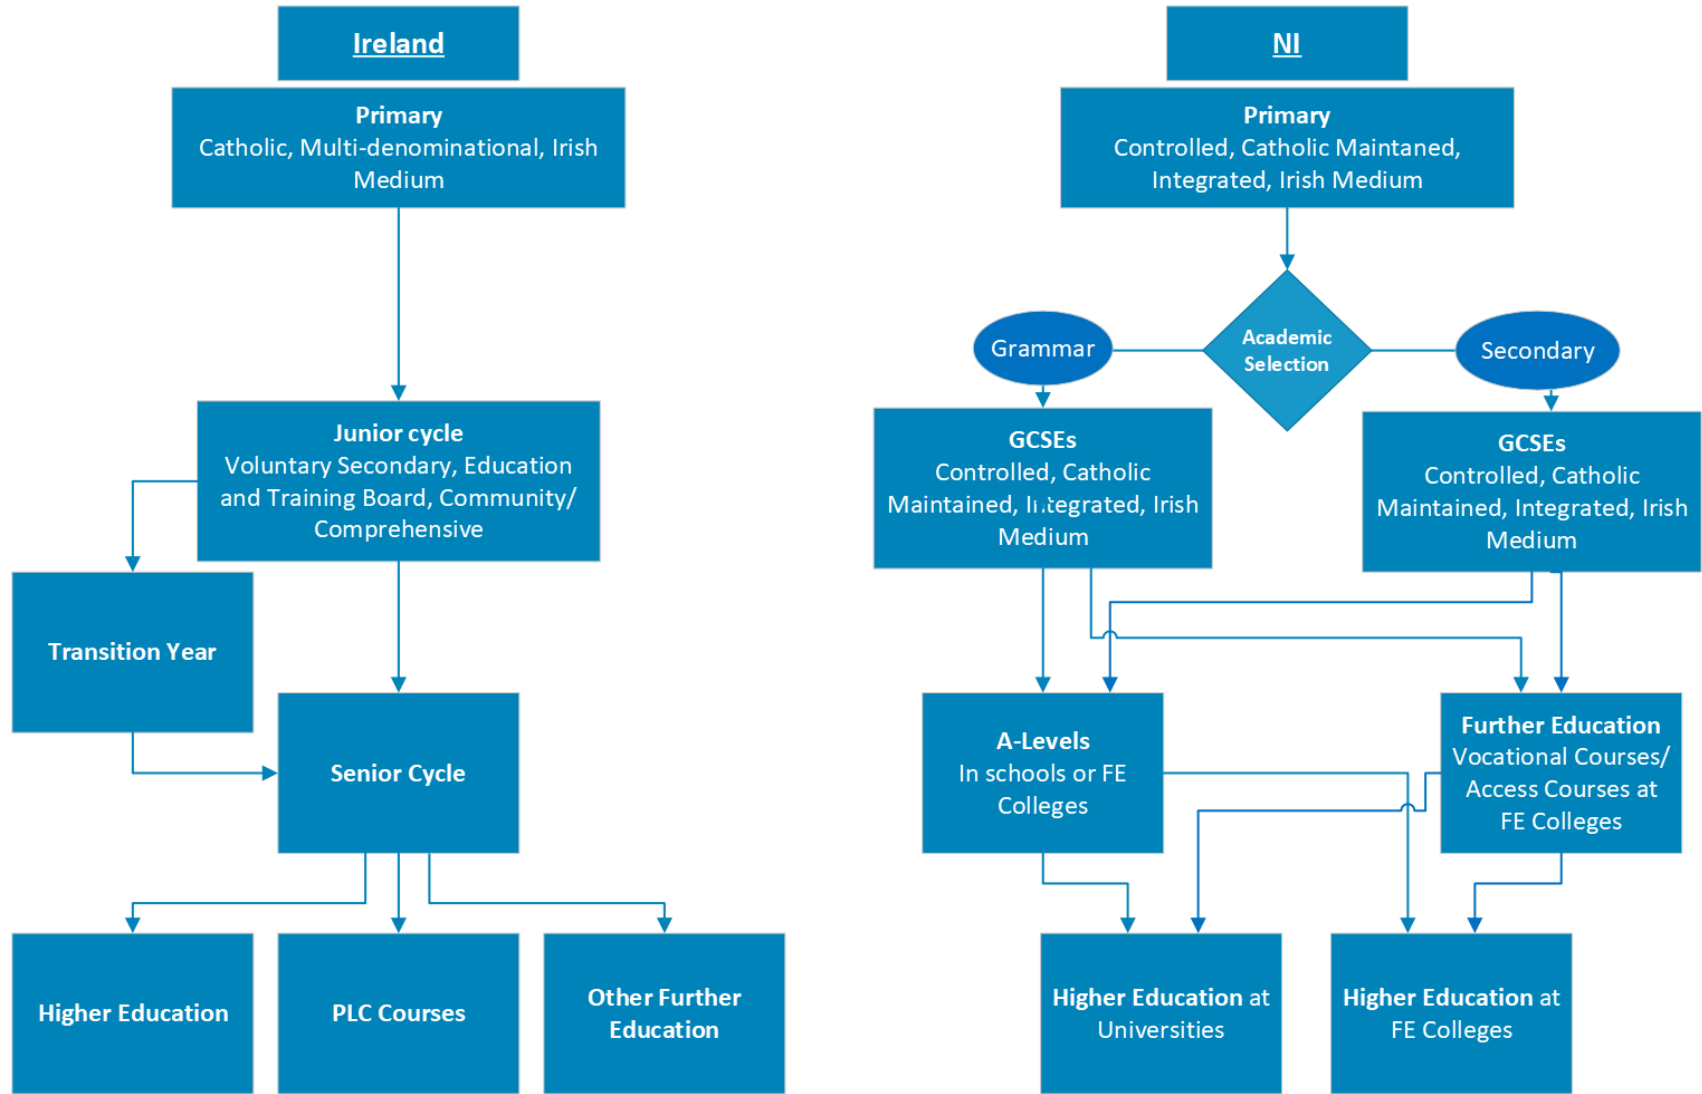 Ireland
Primary
Catholic, Multi-denominational, Irish
Medium
Junior cycle
Voluntary Secondary, Education
and Training Board, Community/
Comprehensive
Transition Year
Senior Cycle
Higher Education
PLC Courses
Other Further
Education
NI
Primary
Controlled, Catholic Maintaned,
Integrated, Irish Medium
Academic
Selection
Grammar
Secondary
GCSEs
Controlled, Catholic
Maintained, Integrated, Irish
Medium
GCSEs
Controlled, Catholic
Maintained, Integrated, Irish
Medium
A-Levels
In schools or FE
Colleges
Further Education
Vocational Courses/
Access Courses at
FE Colleges
Higher Education at
Universities
Higher Education at
FE Colleges